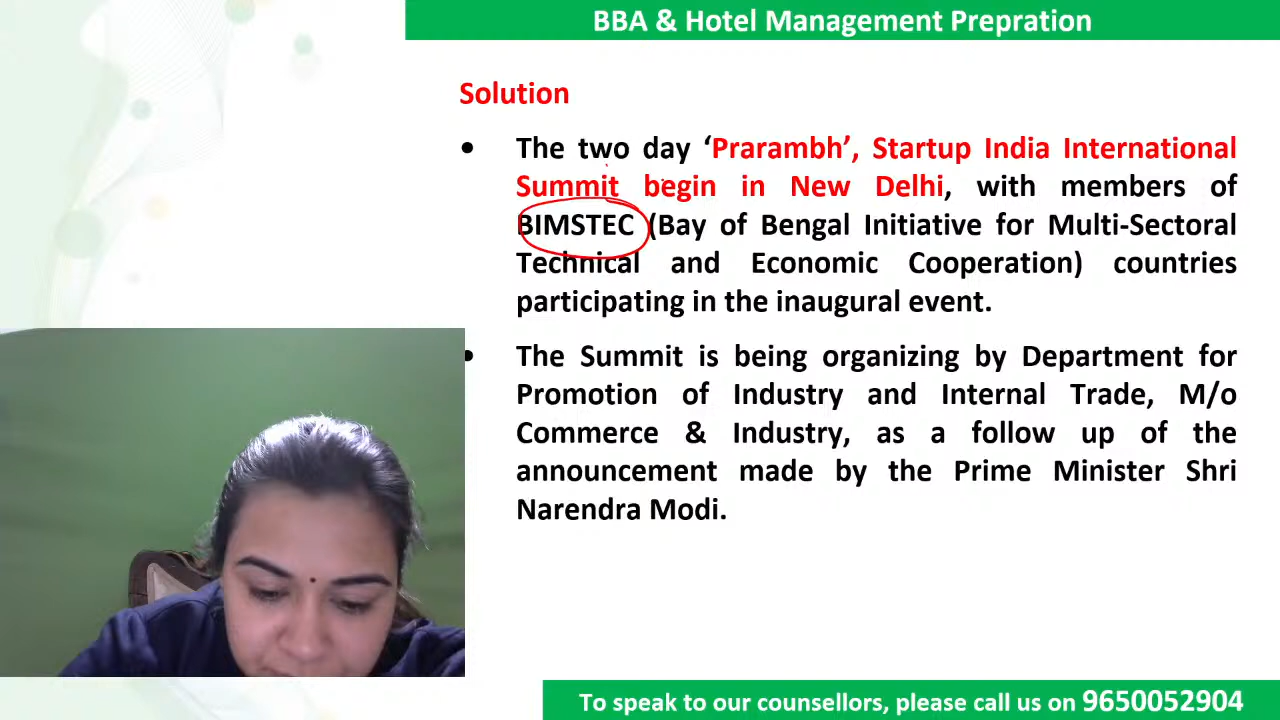 BBA & Hotel Management Prepration
Solution
• The two day ‘Prarambh’, Startup India International
Summit begin in New Delhi, with members of
BIMSTEC (Bay of Bengal Initiative for Multi-Sectoral
Technical and Economic Cooperation) countries
participating in the inaugural event.
• The Summit is being organizing by Department for
Promotion of Industry and Internal Trade, M/o
Commerce & Industry, as a follow up of the
announcement made by the Prime Minister Shri
Narendra Modi.
To speak to our counsellors, please call us on 9650052904